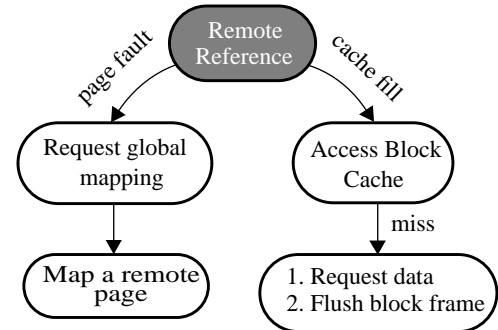 Remote
Reference
page fault
cache fill
Request global
mapping
Access Block
Cache
miss
Map a remote
page
1. Request data
2. Flush block frame